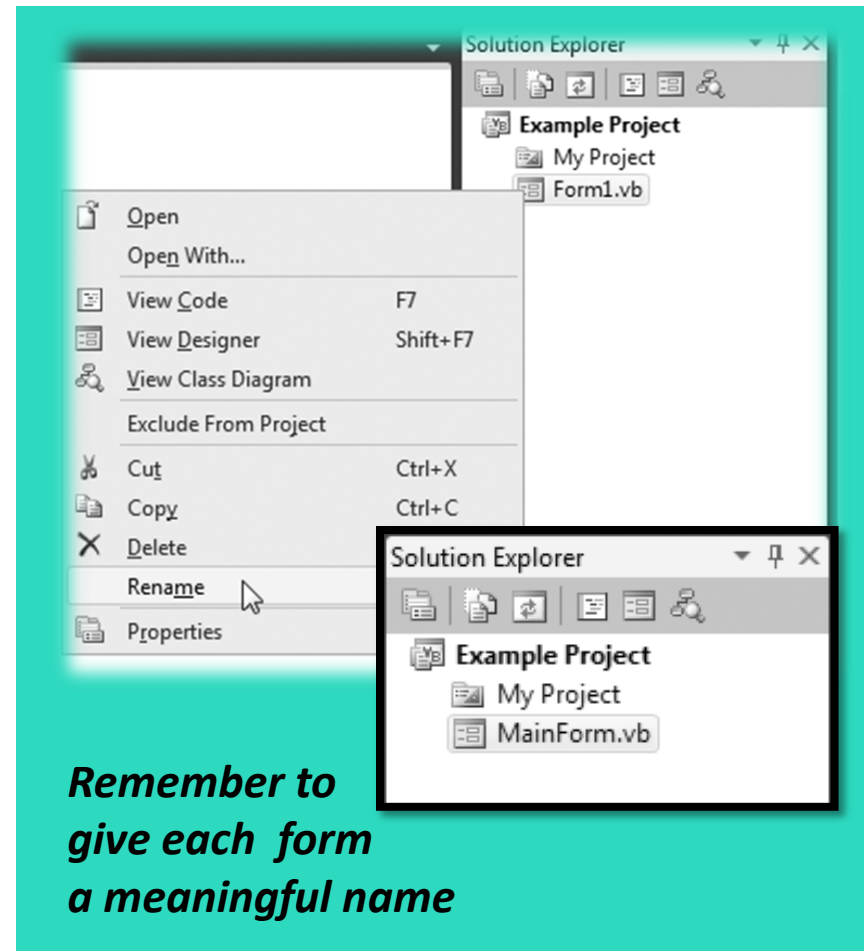 Solution Explorer
Example Project
My Project
Form1.vb
Open
Open With...
View Code F7
View Designer Shift+F7
View Class Diagram
Exclude From Project
Cut Ctrl+X
Copy Ctrl+C
Delete
Rename
Properties
Solution Explorer
Example Project
My Project
MainForm.vb
Remember to
give each form
a meaningful name